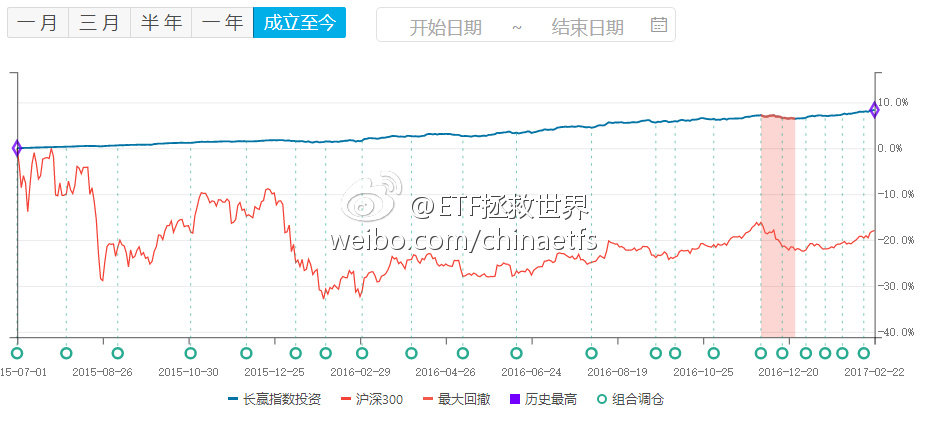 一月 三月 半年 一年 成立至今 开始日期 ~ 结束日期
10.0%
0.0%
-10.0%
@ETF拯救世界
weibo.com/chinaetfs
-20.0%
-30.0%
-40.0%
15-07-01 2015-08-26 2015-10-30 2015-12-25 2016-02-29 2016-04-26 2016-06-24 2016-08-19 2016-10-25 2016-12-20 2017-02-22
长赢指数投资 沪深300 最大回撤 历史最高 组合调仓